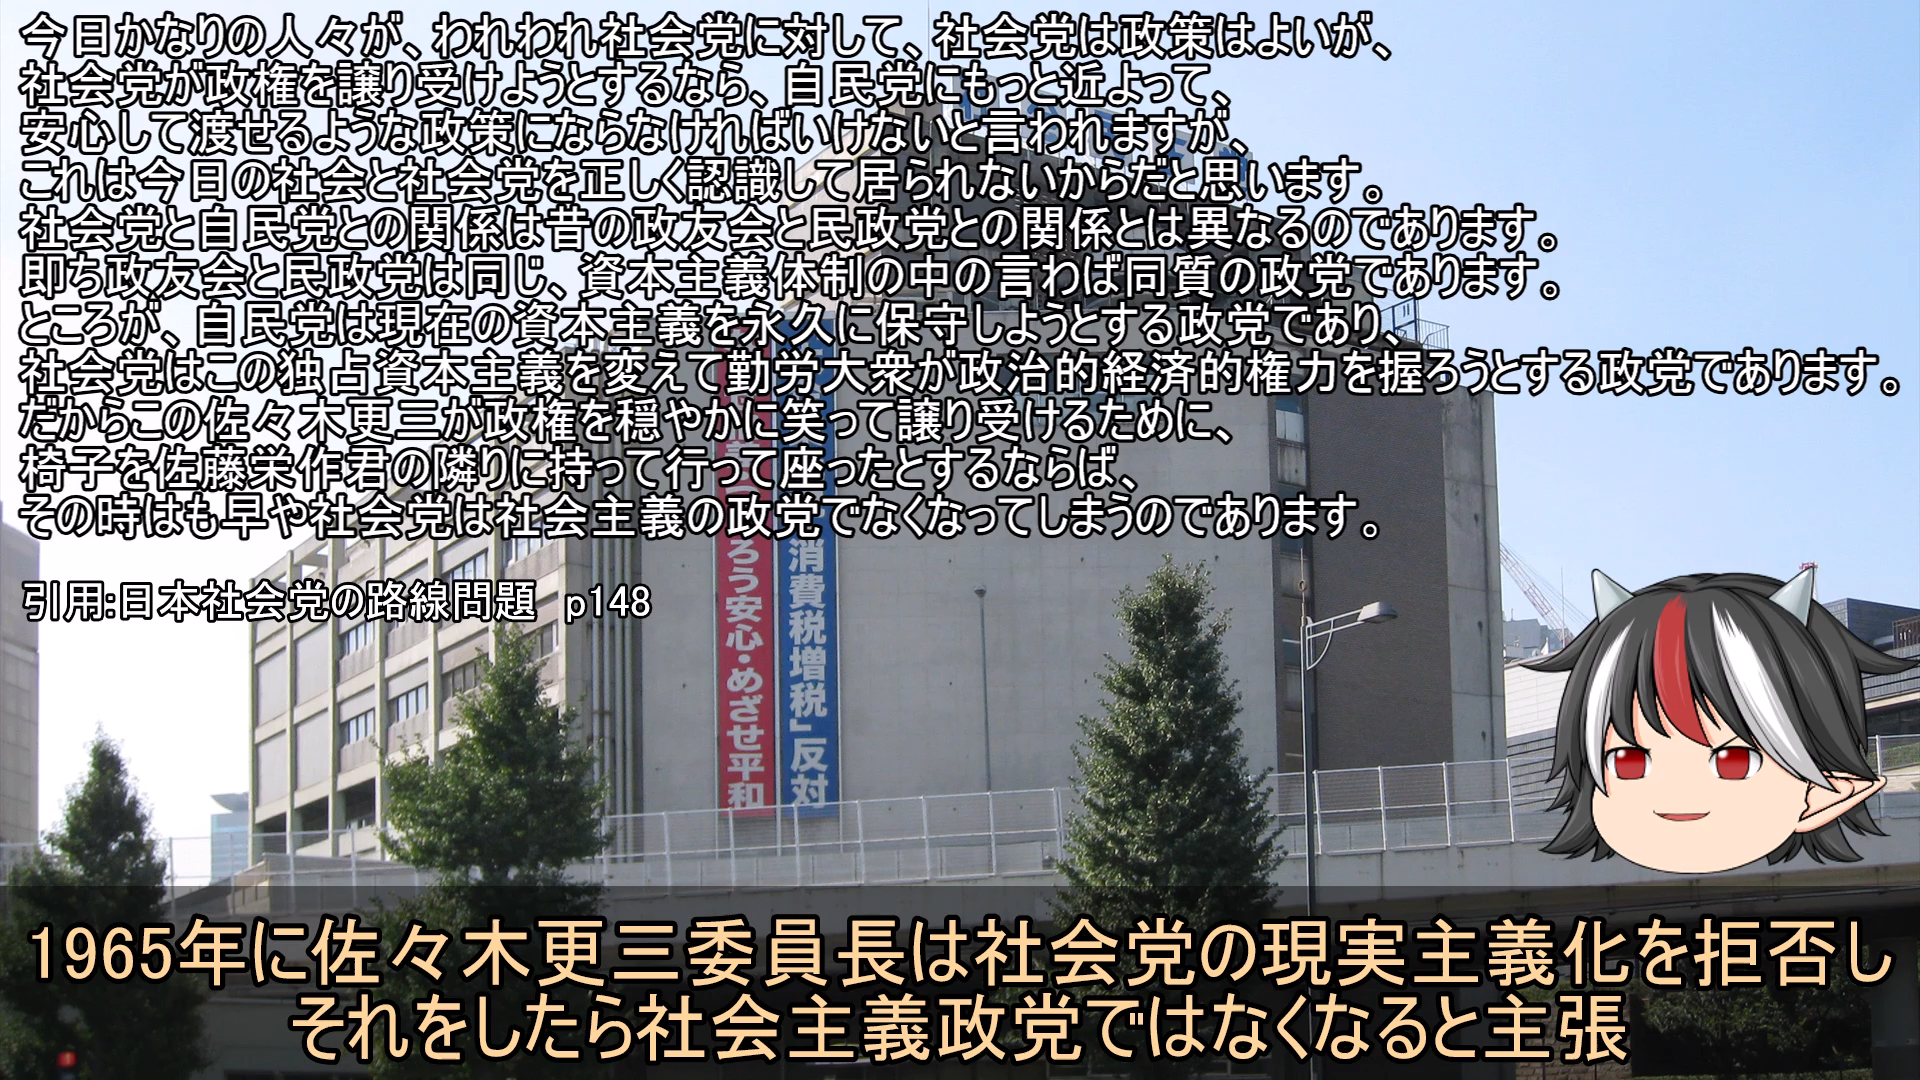 今日かなりの人々が、われわれ社会党に対して、社会党は政策はよいが、
社会党が政権を譲り受けようとするなら、自民党にもっと近よって、
安心して渡せるような政策にならなければいけないと言われますが、
これは今日の社会と社会党を正しく認識して居られないからだと思います。
社会党と自民党との関係は昔の政友会と民政党との関係とは異なるのであります。
即ち政友会と民政党は同じ、資本主義体制の中の言わば同質の政党であります。
ところが、自民党は現在の資本主義を永久に保守しようとする政党であり、
社会党はこの独占資本主義を変えて勤労大衆が政治的経済的権力を握ろうとする政党であります。
だからこの佐々木更三が政権を穏やかに笑って譲り受けるために、
椅子を佐藤栄作君の隣りに持って行って座ったとするならば、
その時はも早や社会党は社会主義の政党でなくなってしまうのであります。
引用:日本社会党の路線問題　p148
消費税増税」反対
ろう安心・めざせ平和
1965年に佐々木更三委員長は社会党の現実主義化を拒否し
それをしたら社会主義政党ではなくなると主張